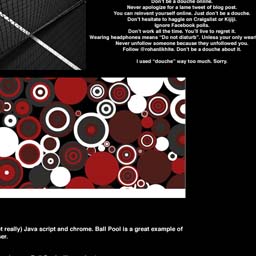 Don't be a douche online.
Never apologize for a lame tweet of blog post.
You can reinvent yourself online. Just don't be a douche.
Don't hesitate to haggle on Craigslist or Kijiji.
Ignore Facebook polls.
Don't work all the time. You'll live to regret it.
Wearing headphones means "Do not disturb". Unless your only wear
Never unfollow someone because they unfollowed you.
Follow @rohanlikhite. Don't be a douche online.
I used "douche" way too much. Sorry.
t really) Java script and chrome. Ball Pool is a great example of
ser.